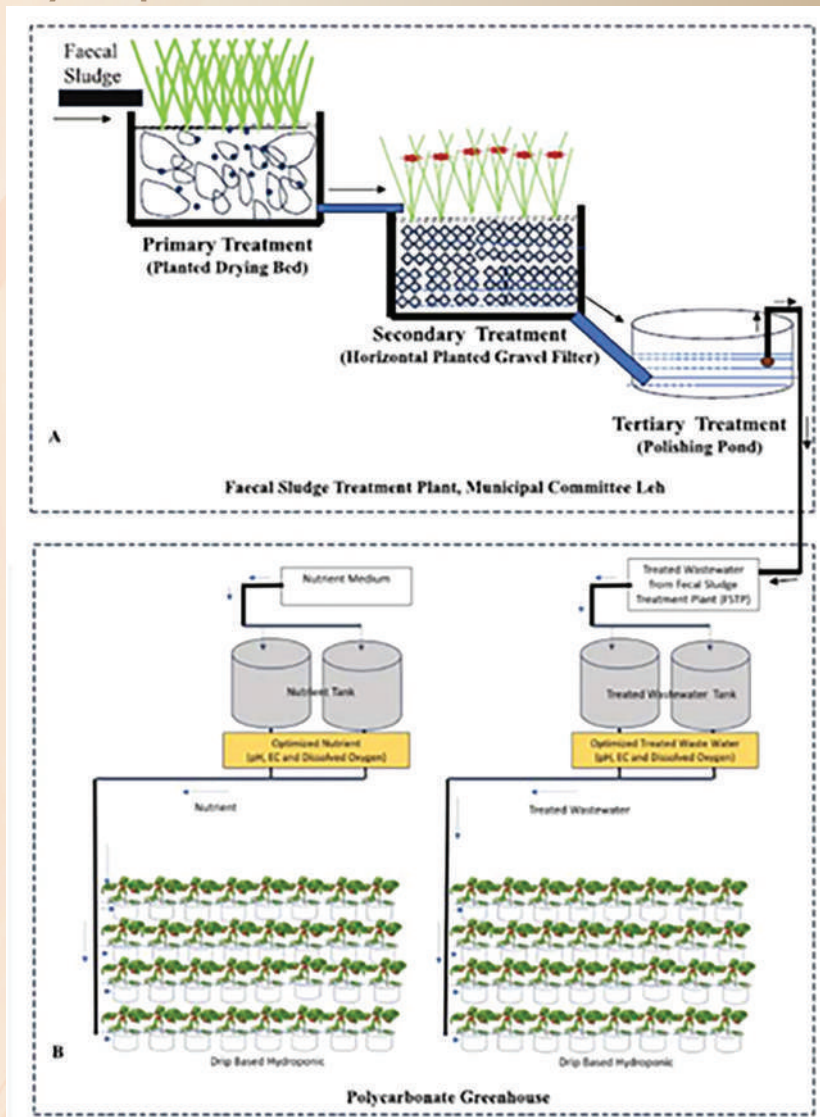 Faecal
Sludge
Primary Treatment
(Planted Drying Bed)
Secondary Treatment
(Horizontal Planted Gravel Filter)
Tertiary Treatment
(Polishing Pond)
A
Faecal Sludge Treatment Plant, Municipal Committee Leh
Nutrient Medium
Treated Wastewater
from Fecal Sludge
Treatment Plant (FSTP)
Nutrient Tank
Treated Wastewater Tank
Optimized Nutrient
(pH, EC and Dissolved Oxygen)
Optimized Treated Waste Water
(pH, EC and Dissolved Oxygen)
Nutrient
Treated Wastewater
B
Drip Based Hydroponic
Drip Based Hydroponic
Polycarbonate Greenhouse